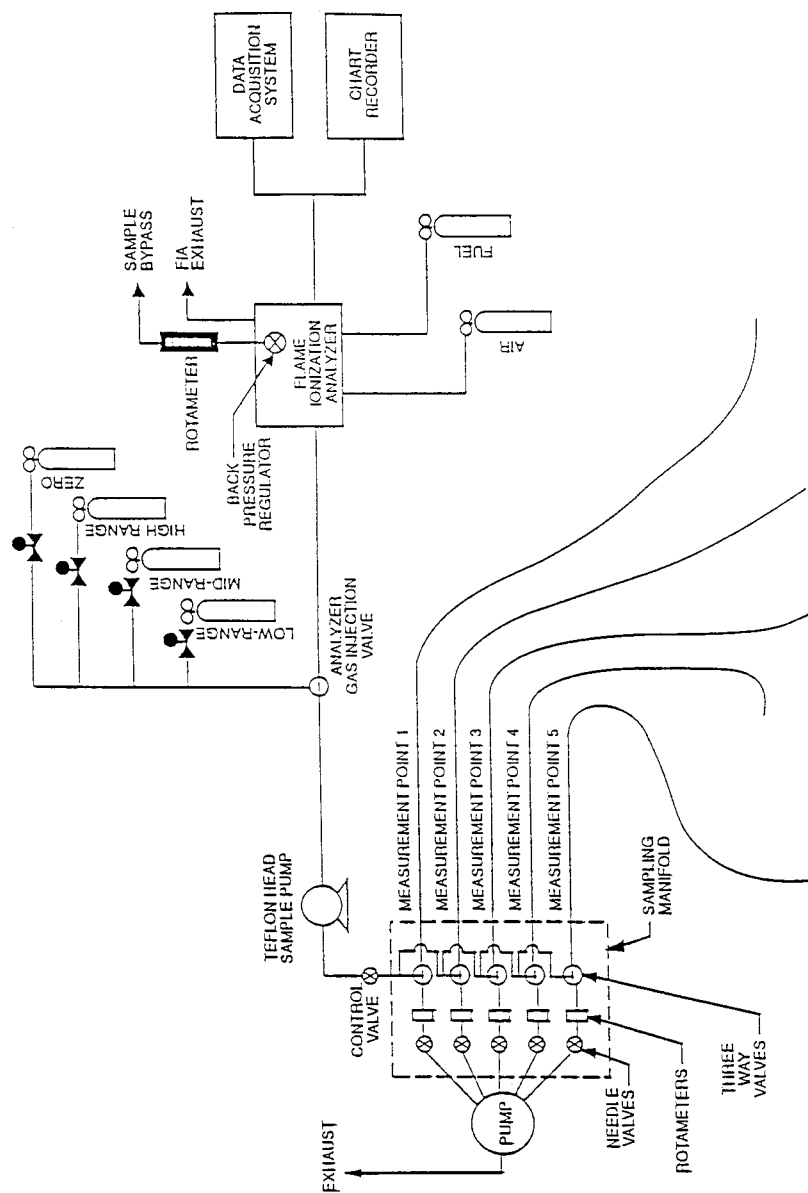 DATA
ACQUISITION
SYSTEM
CHART
RECORDER
SAMPLE
BYPASS
FIA
EXHAUST
ROTAMETER
FLAME
IONIZATION
ANALYZER
BACK
PRESSURE
REGULATOR
FUEL
AIR
ZERO
HIGH RANGE
MID-RANGE
LOW-RANGE
ANALYZER
GAS INJECTION
VALVE
TEFLON HEAD
SAMPLE PUMP
CONTROL
VALVE
MEASUREMENT POINT 1
MEASUREMENT POINT 2
MEASUREMENT POINT 3
MEASUREMENT POINT 4
MEASUREMENT POINT 5
SAMPLING
MANIFOLD
THREE
WAY
VALVES
ROTAMETERS
NEEDLE
VALVES
PUMP
EXHAUST